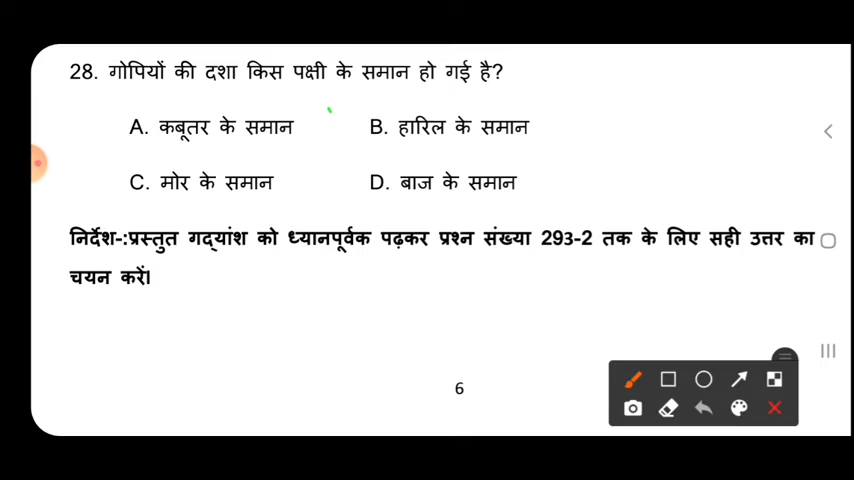 28. गोपियों की दशा किस पक्षी के समान हो गई है?
A. कबूतर के समान B. हारिल के समान
C. मोर के समान D. बाज के समान
निर्देश-:प्रस्तुत गद्यांश को ध्यानपूर्वक पढ़कर प्रश्न संख्या 293-2 तक के लिए सही उत्तर का
चयन करें।
6